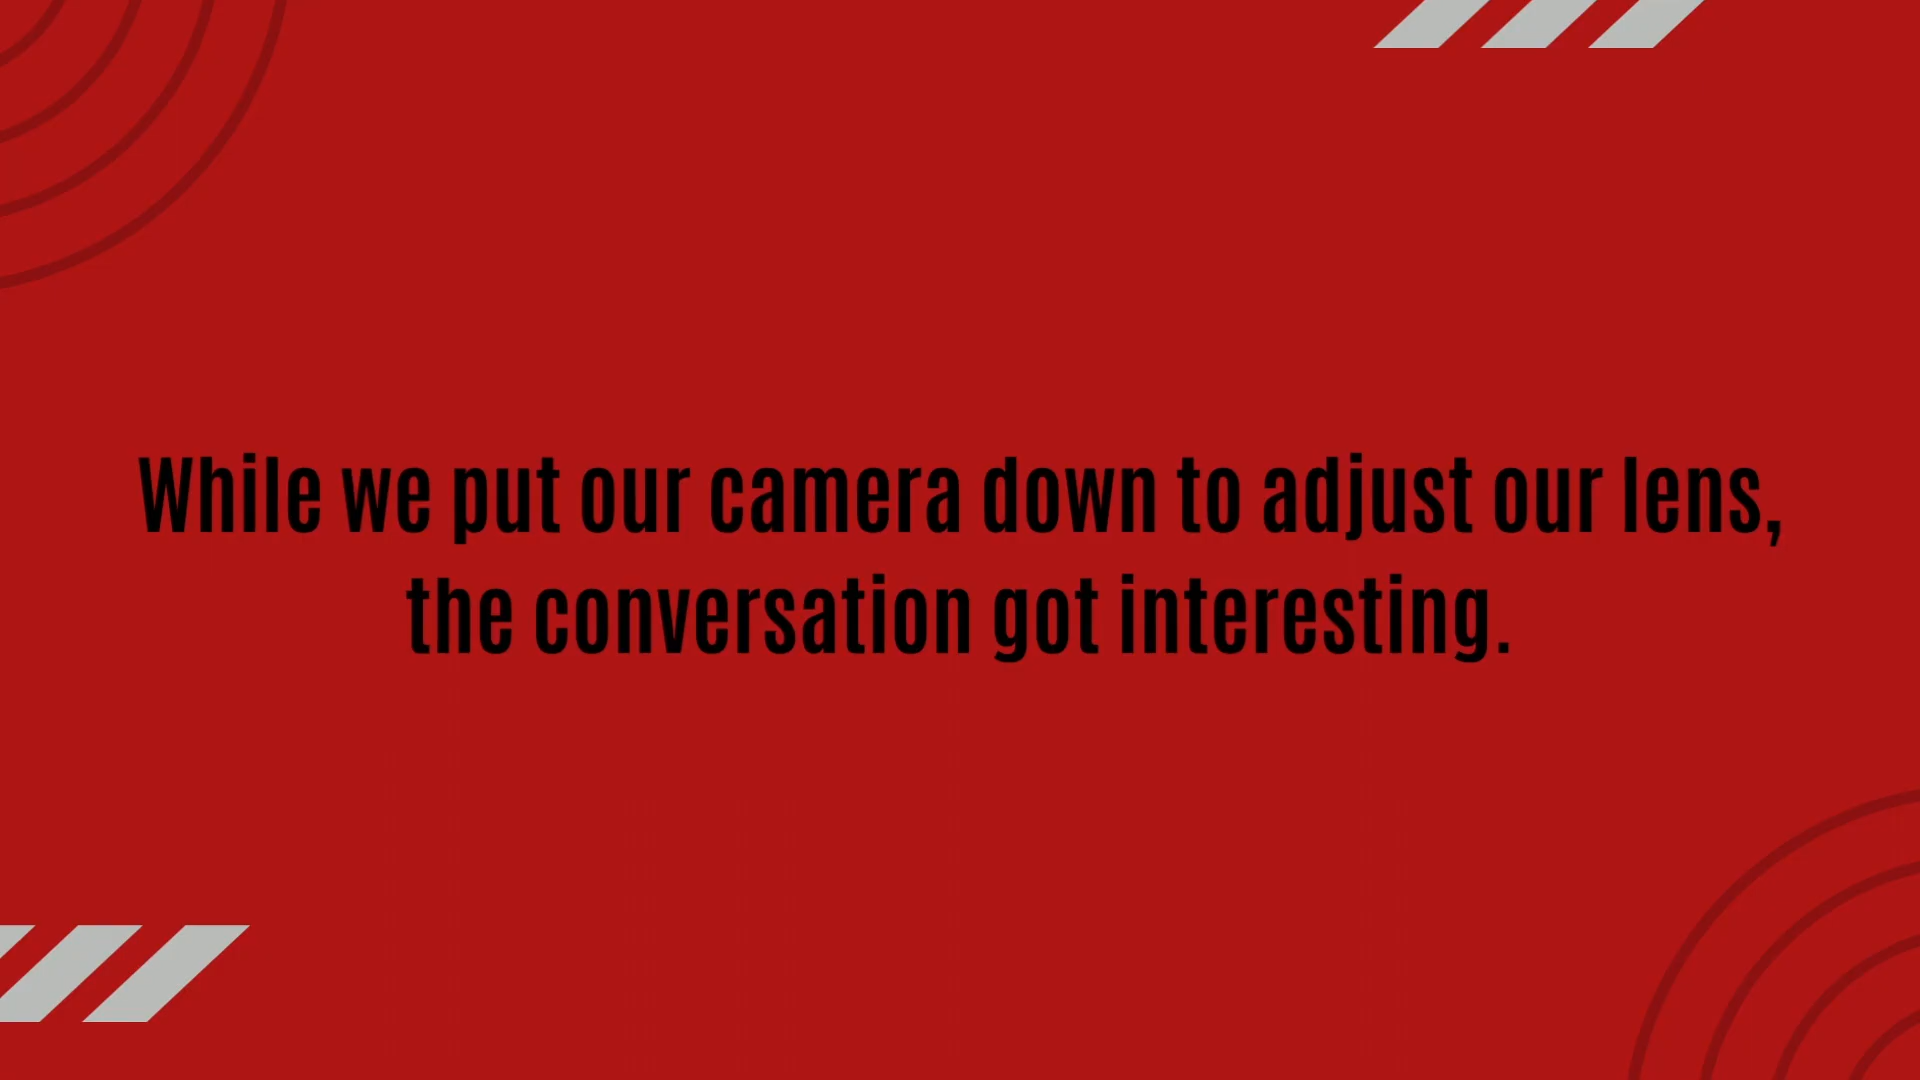 While we put our camera down to adjust our lens,
the conversation got interesting.